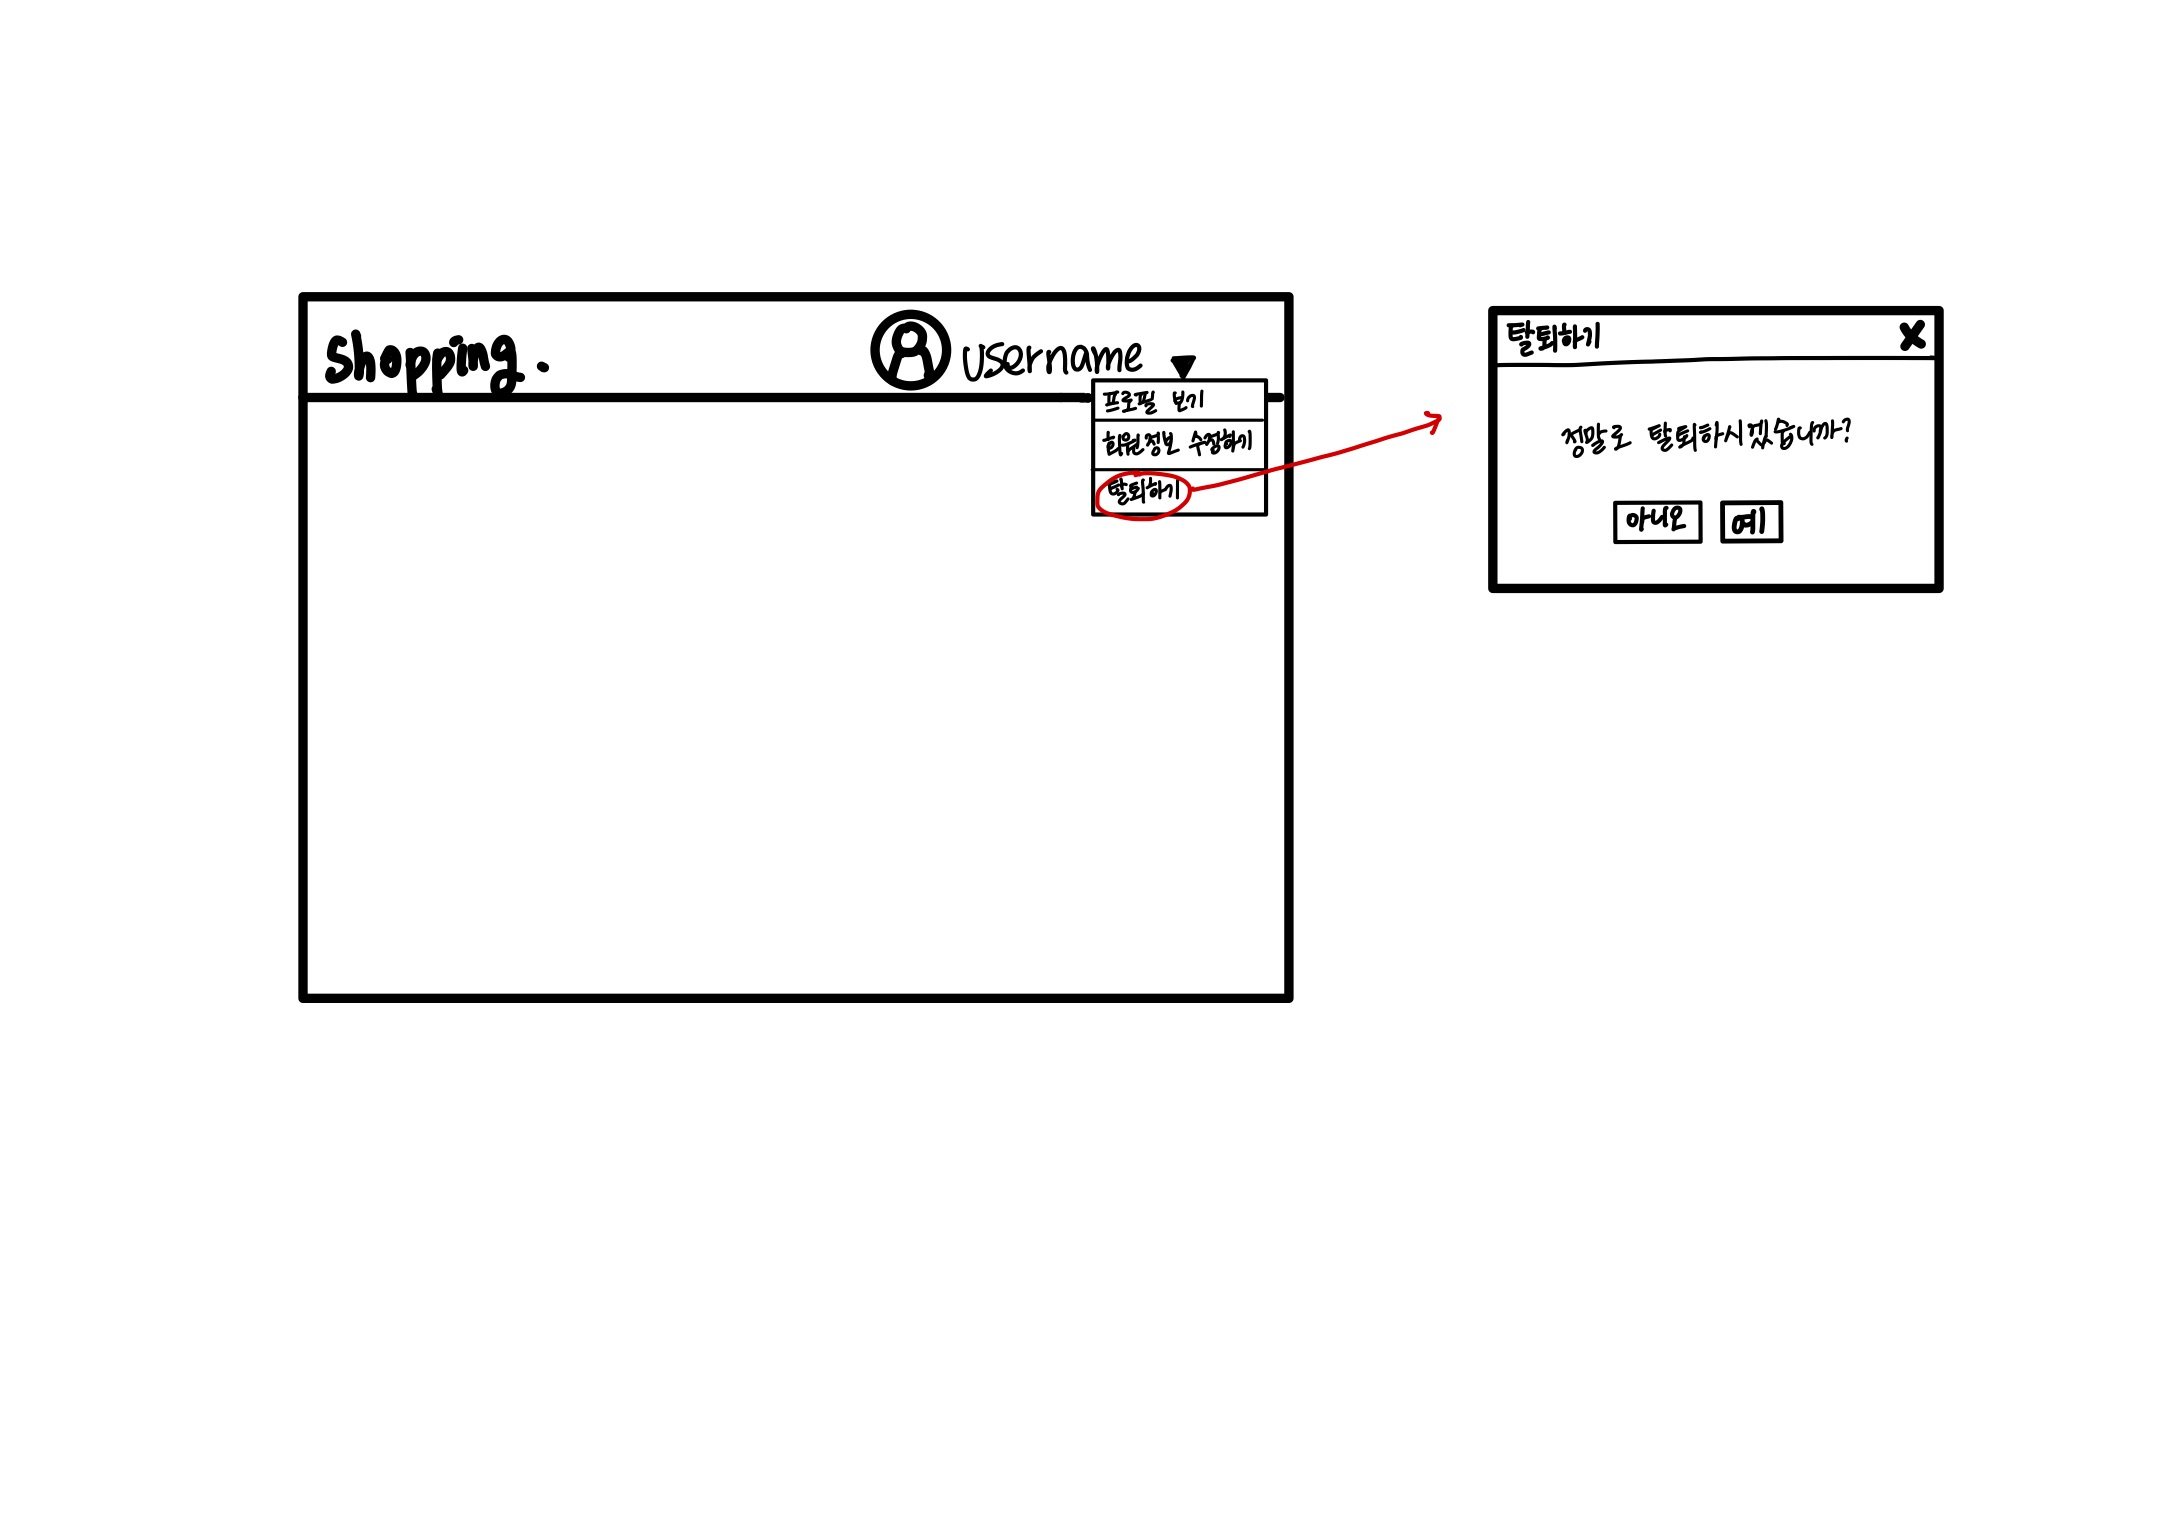 shopping.
username
프로필 보기
회원정보 수정하기
탈퇴하기
탈퇴하기
X
정말로 탈퇴하시겠습니까?
아니오
예